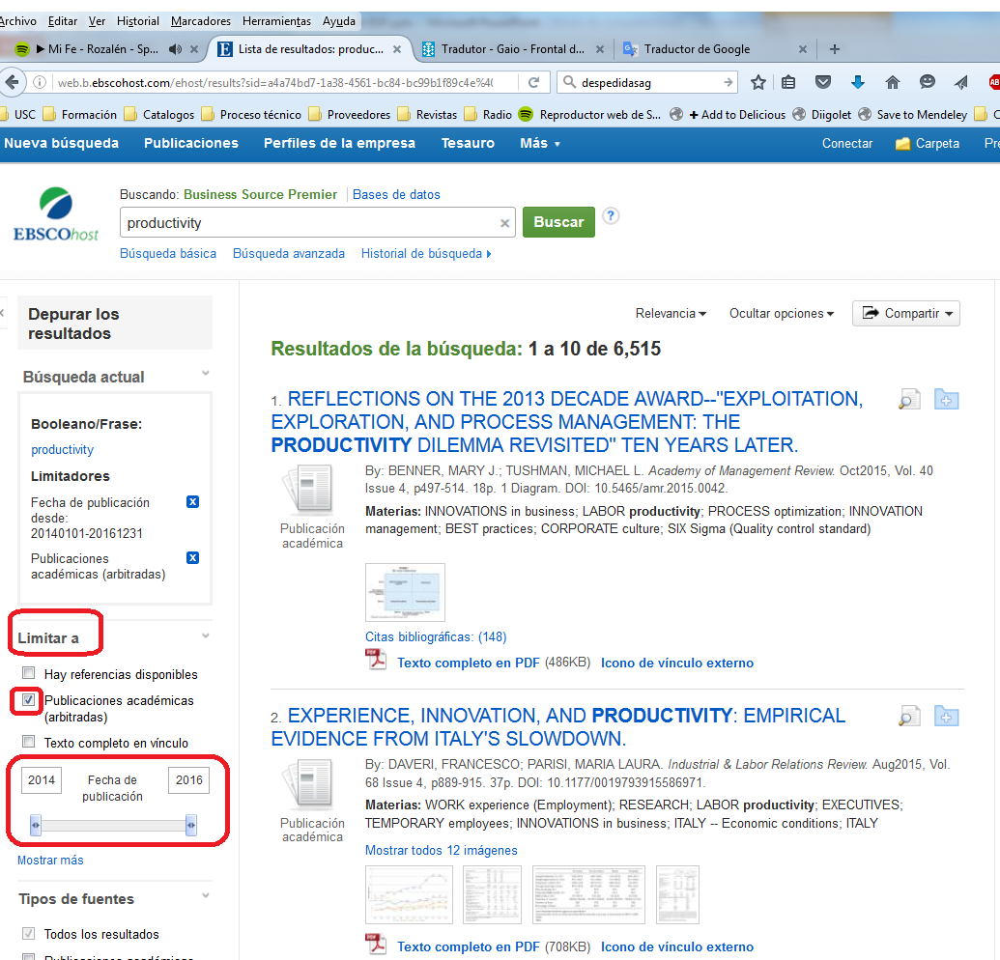 Archivo Editar Ver Historial Marcadores Herramientas Ayuda
Mi Fe - Rozalén - Sp... Lista de resultados: produc... Tradutor - Gaio - Frontal d... Traductor de Google
web.b.ebscohost.com/ehost/results?sid=a4a74bd7-1a38-4561-bc84-bc99b1f89c4e%4( despedidasag
USC Formación Catalogos Proceso técnico Proveedores Revistas Radio Reproductor web de S... + Add to Delicious Diigolet Save to Mendeley
Nueva búsqueda Publicaciones Perfiles de la empresa Tesauro Más Conectar Carpeta Pre
Buscando: Business Source Premier Bases de datos
productivity Buscar ?
EBSCOhost
Búsqueda básica Búsqueda avanzada Historial de búsqueda
Depurar los
resultados
Búsqueda actual
Booleano/Frase:
productivity
Limitadores
Fecha de publicación
desde:
20140101-20161231
Publicaciones
académicas (arbitradas)
Limitar a
Hay referencias disponibles
Publicaciones académicas
(arbitradas)
Texto completo en vínculo
2014 Fecha de publicación 2016
Mostrar más
Tipos de fuentes
Todos los resultados
Publicaciones académicas
Relevancia Ocultar opciones Compartir
Resultados de la búsqueda: 1 a 10 de 6,515
1. REFLECTIONS ON THE 2013 DECADE AWARD--"EXPLOITATION,
EXPLORATION, AND PROCESS MANAGEMENT: THE
PRODUCTIVITY DILEMMA REVISITED" TEN YEARS LATER.
By: BENNER, MARY J.; TUSHMAN, MICHAEL L. Academy of Management Review. Oct2015, Vol. 40
Issue 4, p497-514. 18p. 1 Diagram. DOI: 10.5465/amr.2015.0042.
Materias: INNOVATIONS in business; LABOR productivity; PROCESS optimization; INNOVATION
management; BEST practices; CORPORATE culture; SIX Sigma (Quality control standard)
Publicación
académica
Citas bibliográficas: (148)
Texto completo en PDF (486KB) Icono de vínculo externo
2. EXPERIENCE, INNOVATION, AND PRODUCTIVITY: EMPIRICAL
EVIDENCE FROM ITALY'S SLOWDOWN.
By: DAVERI, FRANCESCO; PARISI, MARIA LAURA. Industrial & Labor Relations Review. Aug2015, Vol.
68 Issue 4, p889-915. 37p. DOI: 10.1177/0019793915586971.
Materias: WORK experience (Employment); RESEARCH; LABOR productivity; EXECUTIVES;
TEMPORARY employees; INNOVATIONS in business; ITALY -- Economic conditions; ITALY
Publicación
académica
Mostrar todos 12 imágenes
Texto completo en PDF (708KB) Icono de vínculo externo